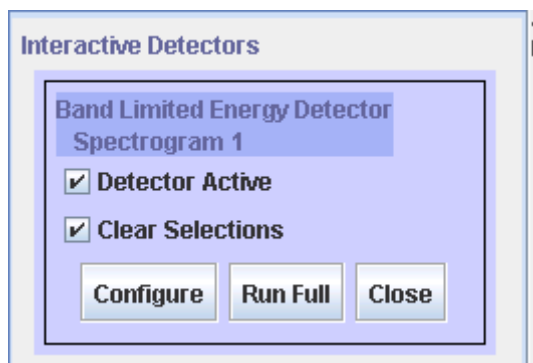 Interactive Detectors
Band Limited Energy Detector
Spectrogram 1
Detector Active
Clear Selections
Configure Run Full Close